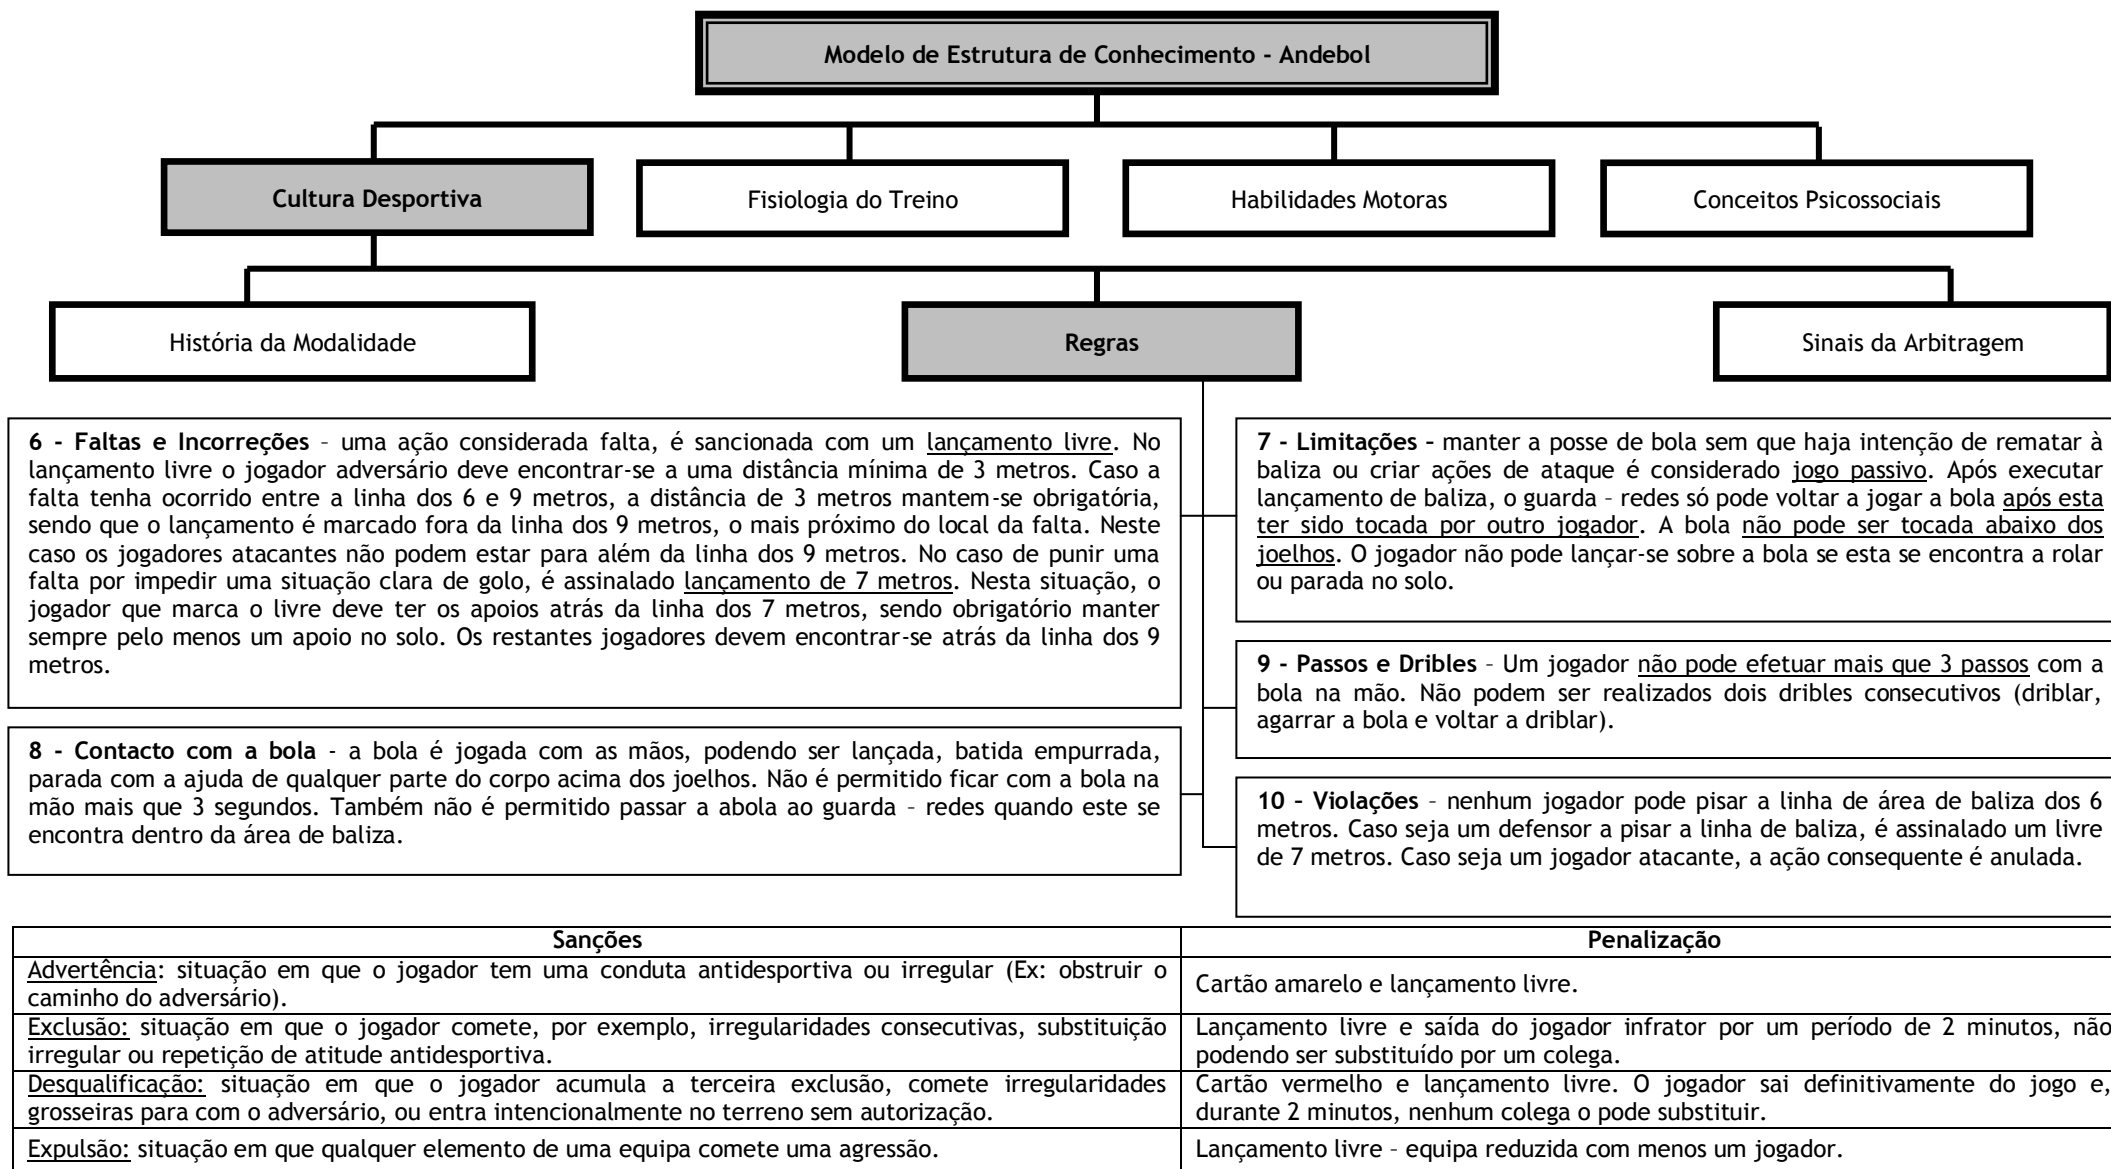 Modelo de Estrutura de Conhecimento - Andebol
Cultura Desportiva
Fisiologia do Treino
Habilidades Motoras
Conceitos Psicossociais
História da Modalidade
Regras
Sinais da Arbitragem
6 - Faltas e Incorreções – uma ação considerada falta, é sancionada com um lançamento livre. No
lançamento livre o jogador adversário deve encontrar-se a uma distância mínima de 3 metros. Caso a
falta tenha ocorrido entre a linha dos 6 e 9 metros, a distância de 3 metros mantem-se obrigatória,
sendo que o lançamento é marcado fora da linha dos 9 metros, o mais próximo do local da falta. Neste
caso os jogadores atacantes não podem estar para além da linha dos 9 metros. No caso de punir uma
falta por impedir uma situação clara de golo, é assinalado lançamento de 7 metros. Nesta situação, o
jogador que marca o livre deve ter os apoios atrás da linha dos 7 metros, sendo obrigatório manter
sempre pelo menos um apoio no solo. Os restantes jogadores devem encontrar-se atrás da linha dos 9
metros.
7 - Limitações – manter a posse de bola sem que haja intenção de rematar à
baliza ou criar ações de ataque é considerado jogo passivo. Após executar
lançamento de baliza, o guarda – redes só pode voltar a jogar a bola após esta
ter sido tocada por outro jogador. A bola não pode ser tocada abaixo dos
joelhos. O jogador não pode lançar-se sobre a bola se esta se encontra a rolar
ou parada no solo.
8 - Contacto com a bola - a bola é jogada com as mãos, podendo ser lançada, batida empurrada,
parada com a ajuda de qualquer parte do corpo acima dos joelhos. Não é permitido ficar com a bola na
mão mais que 3 segundos. Também não é permitido passar a abola ao guarda – redes quando este se
encontra dentro da área de baliza.
9 - Passos e Dribles – Um jogador não pode efetuar mais que 3 passos com a
bola na mão. Não podem ser realizados dois dribles consecutivos (driblar,
agarrar a bola e voltar a driblar).
10 – Violações – nenhum jogador pode pisar a linha de área de baliza dos 6
metros. Caso seja um defensor a pisar a linha de baliza, é assinalado um livre
de 7 metros. Caso seja um jogador atacante, a ação consequente é anulada.
Sanções
Penalização
Advertência: situação em que o jogador tem uma conduta antidesportiva ou irregular (Ex: obstruir o
caminho do adversário).
Cartão amarelo e lançamento livre.
Exclusão: situação em que o jogador comete, por exemplo, irregularidades consecutivas, substituição
irregular ou repetição de atitude antidesportiva.
Lançamento livre e saída do jogador infrator por um período de 2 minutos, não
podendo ser substituído por um colega.
Desqualificação: situação em que o jogador acumula a terceira exclusão, comete irregularidades
grosseiras para com o adversário, ou entra intencionalmente no terreno sem autorização.
Cartão vermelho e lançamento livre. O jogador sai definitivamente do jogo e,
durante 2 minutos, nenhum colega o pode substituir.
Expulsão: situação em que qualquer elemento de uma equipa comete uma agressão.
Lançamento livre – equipa reduzida com menos um jogador.